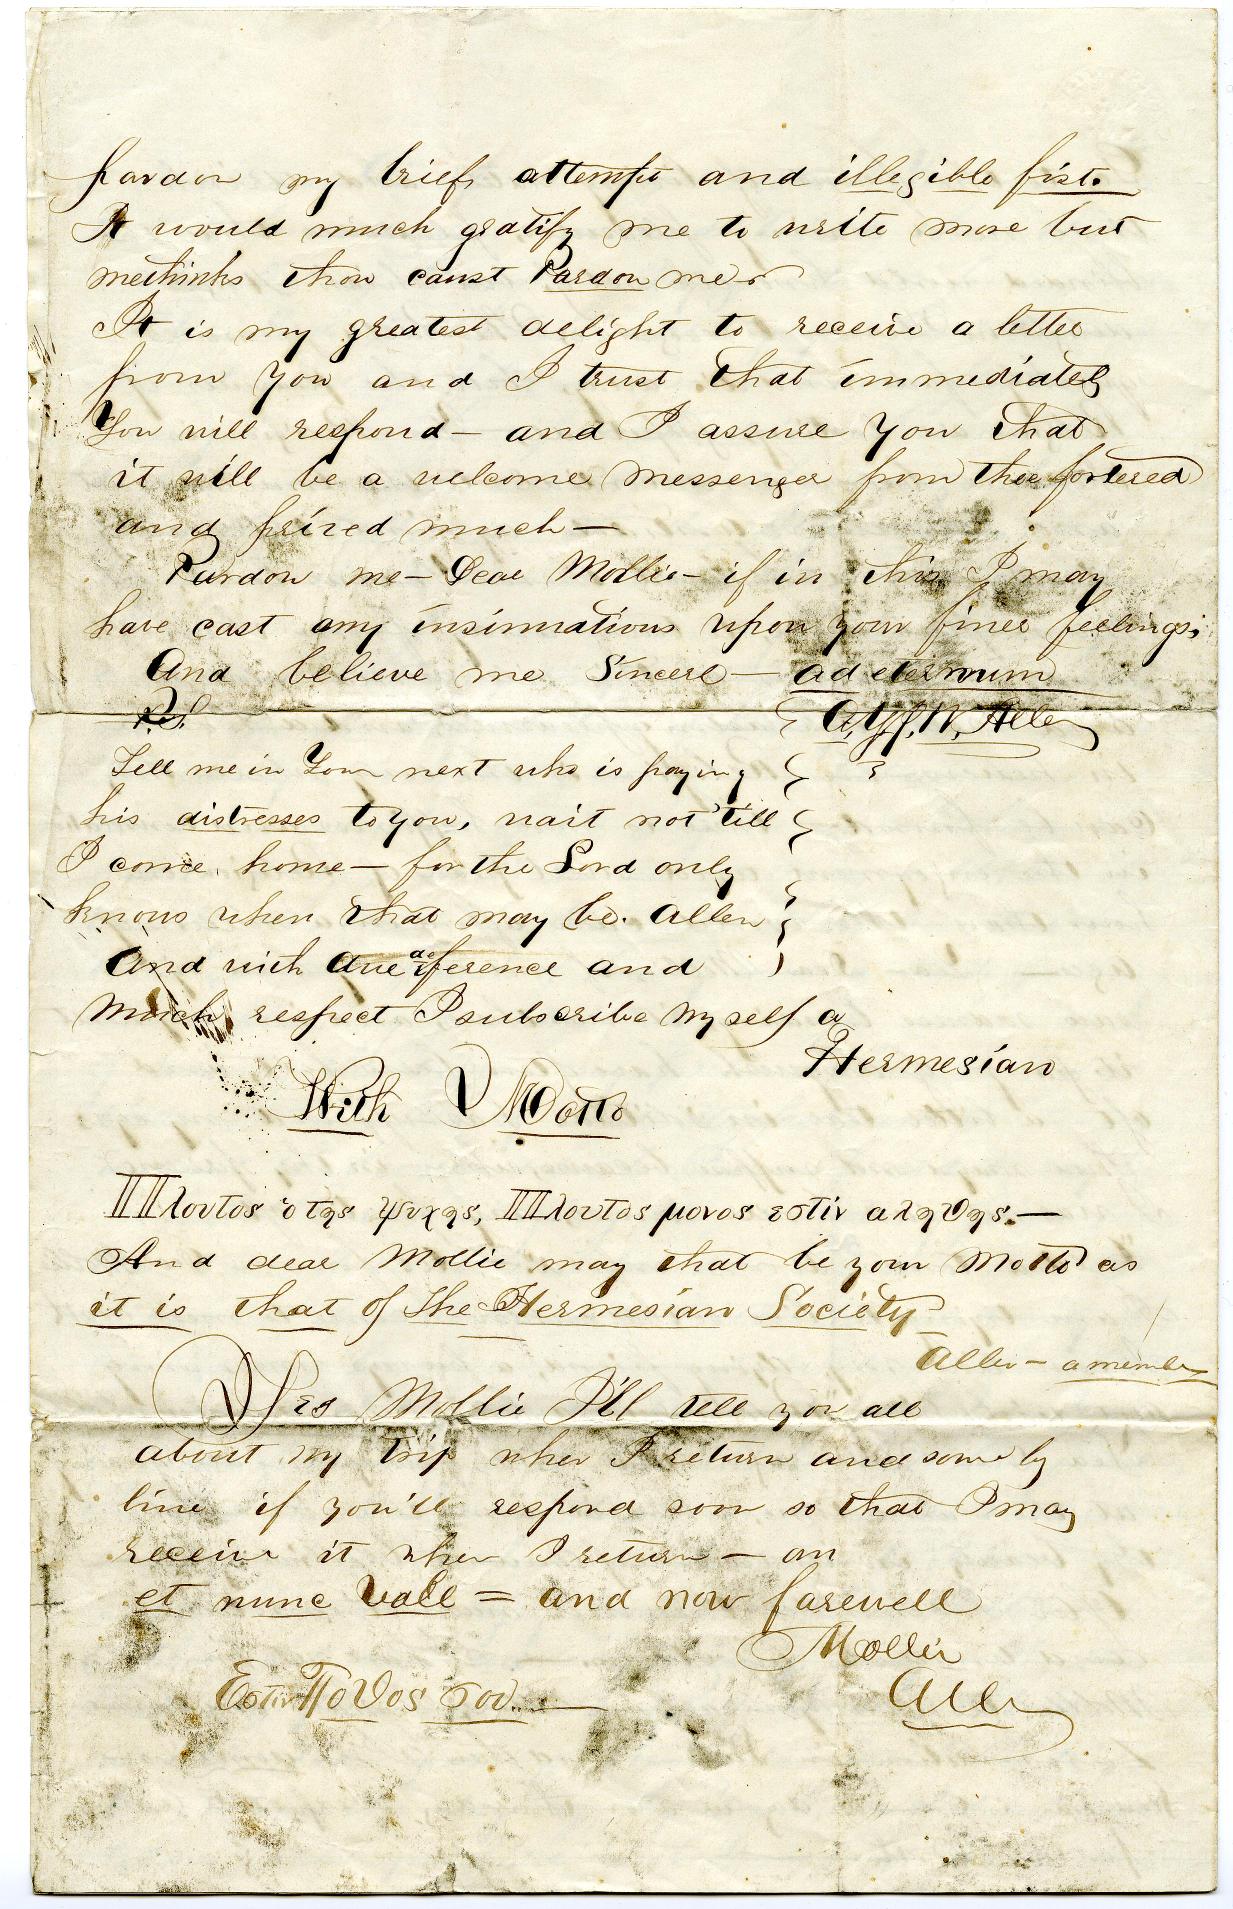 pardon my brief attempt and illegible fist.
It would much gratify me to write more but
methinks thou canst Pardon me
It is my greatest delight to receive a letter
from you and I trust that immediately
You will respond — and I assure you that
it will be a welcome messenger from thee
and prized much —
Pardon me — Dear Mollie — if in this I may
have cast any insinuations upon your finer feelings;
And believe me Sincere — ad eternum
P.S.
Allen
Tell me in Your next who is paying
his distresses to you, wait not 'till
I come home — for the Lord only
knows when that may be. Allen
And with due deference and
Much respect I subscribe myself a
Hermesian
With Motto
Πλουτος ὁ της ψυχης, Πλουτος μονος εστιν αληθης. —
And dear Mollie may that be your Motto as
it is that of the Hermesian Society
Allen — a member
Yes Mollie I'll tell you all
about my trip when I return and some by
line if you'll respond soon so that I may
receive it when I return — an
et nunc Vale = and now farewell
Mollie
Εστιν Ποθος σου
Allen